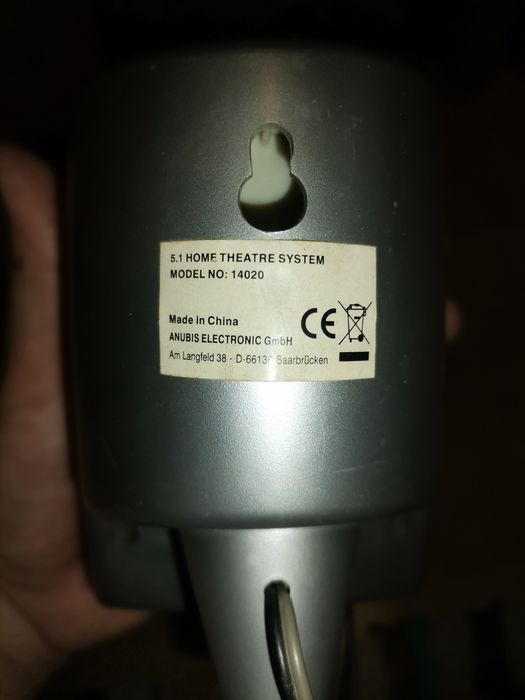 5.1 HOME THEATRE SYSTEM
MODEL NO: 14020
Made in China
CE
ANUBIS ELECTRONIC GmbH
Am Langfeld 38 - D-66130 Saarbrücken